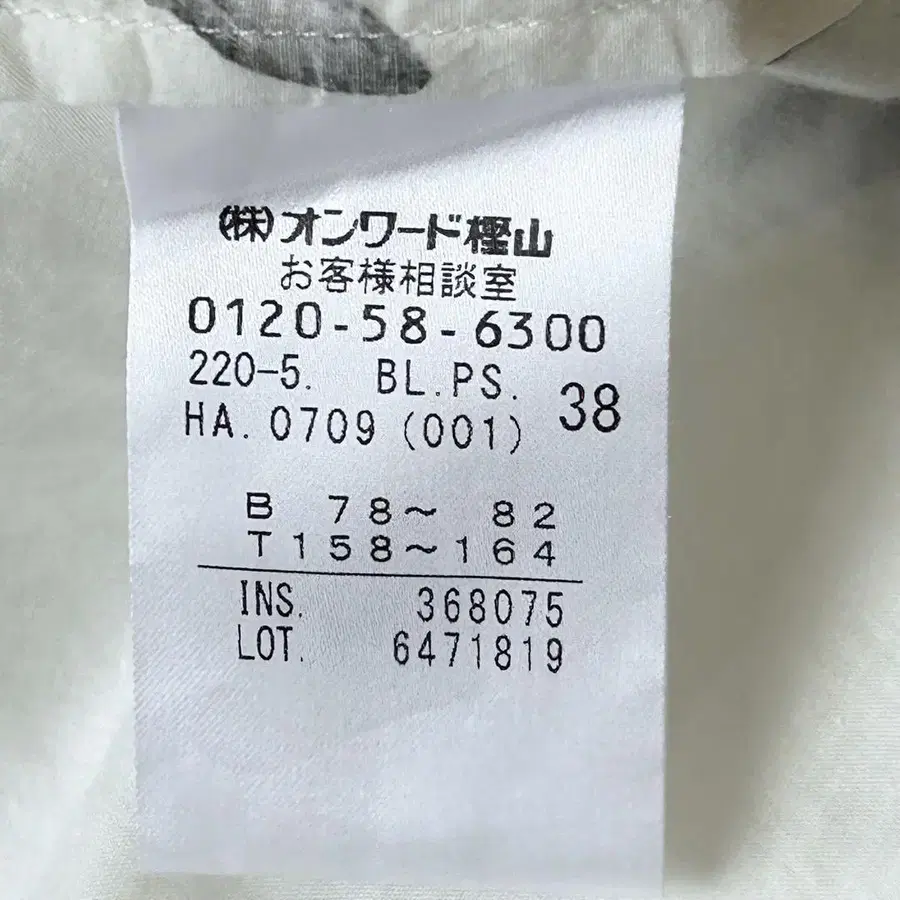 (株)オンワード樫山
お客様相談室
0120-58-6300
220-5. BL.PS. 38
HA.0709(001)
B 78~ 82
T158~164
INS. 368075
LOT. 6471819